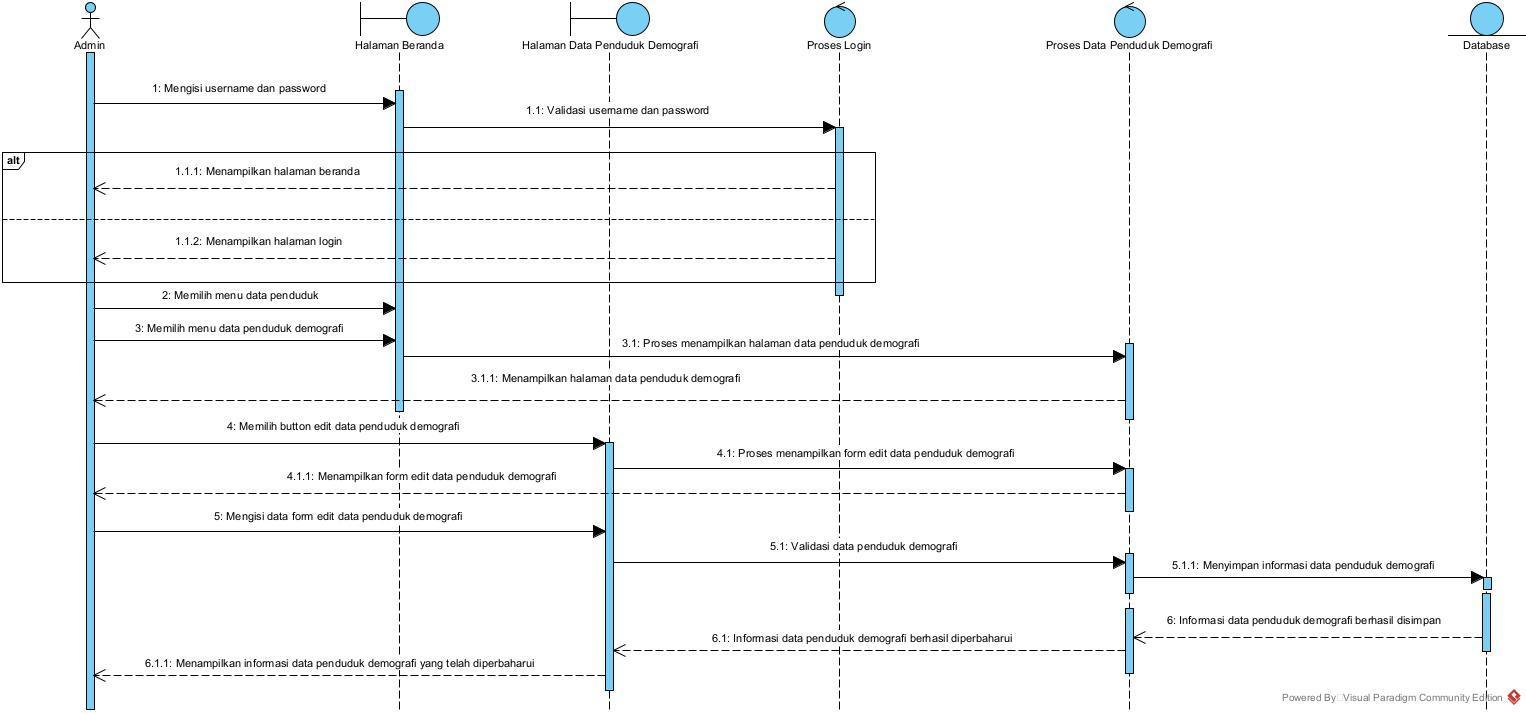 Admin
Halaman Beranda
Halaman Data Penduduk Demografi
Proses Login
Proses Data Penduduk Demografi
Database
1: Mengisi username dan password
1.1: Validasi username dan password
alt
1.1.1: Menampilkan halaman beranda
1.1.2: Menampilkan halaman login
2: Memilih menu data penduduk
3: Memilih menu data penduduk demografi
3.1: Proses menampilkan halaman data penduduk demografi
3.1.1: Menampilkan halaman data penduduk demografi
4: Memilih button edit data penduduk demografi
4.1: Proses menampilkan form edit data penduduk demografi
4.1.1: Menampilkan form edit data penduduk demografi
5: Mengisi data form edit data penduduk demografi
5.1: Validasi data penduduk demografi
5.1.1: Menyimpan informasi data penduduk demografi
6: Informasi data penduduk demografi berhasil disimpan
6.1: Informasi data penduduk demografi berhasil diperbaharui
6.1.1: Menampilkan informasi data penduduk demografi yang telah diperbaharui
Powered By Visual Paradigm Community Edition